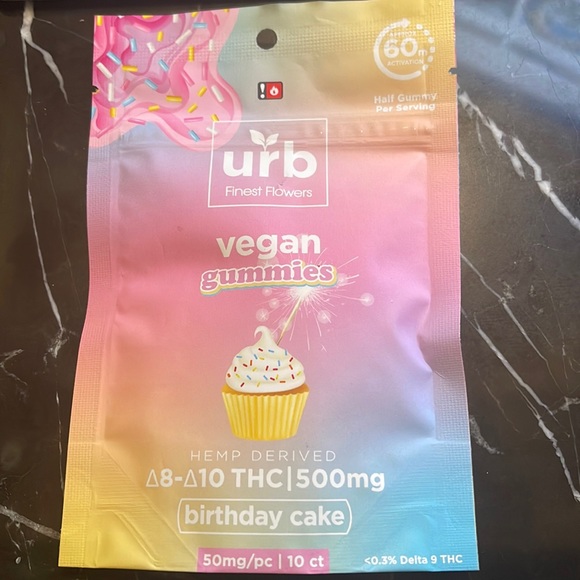 60m
ACTIVATION
Half Gummy
Per Serving
urb
Finest Flowers
vegan
gummies
HEMP DERIVED
Δ8-Δ10 THC|500mg
birthday cake
50mg/pc | 10 ct
<0.3% Delta 9 THC